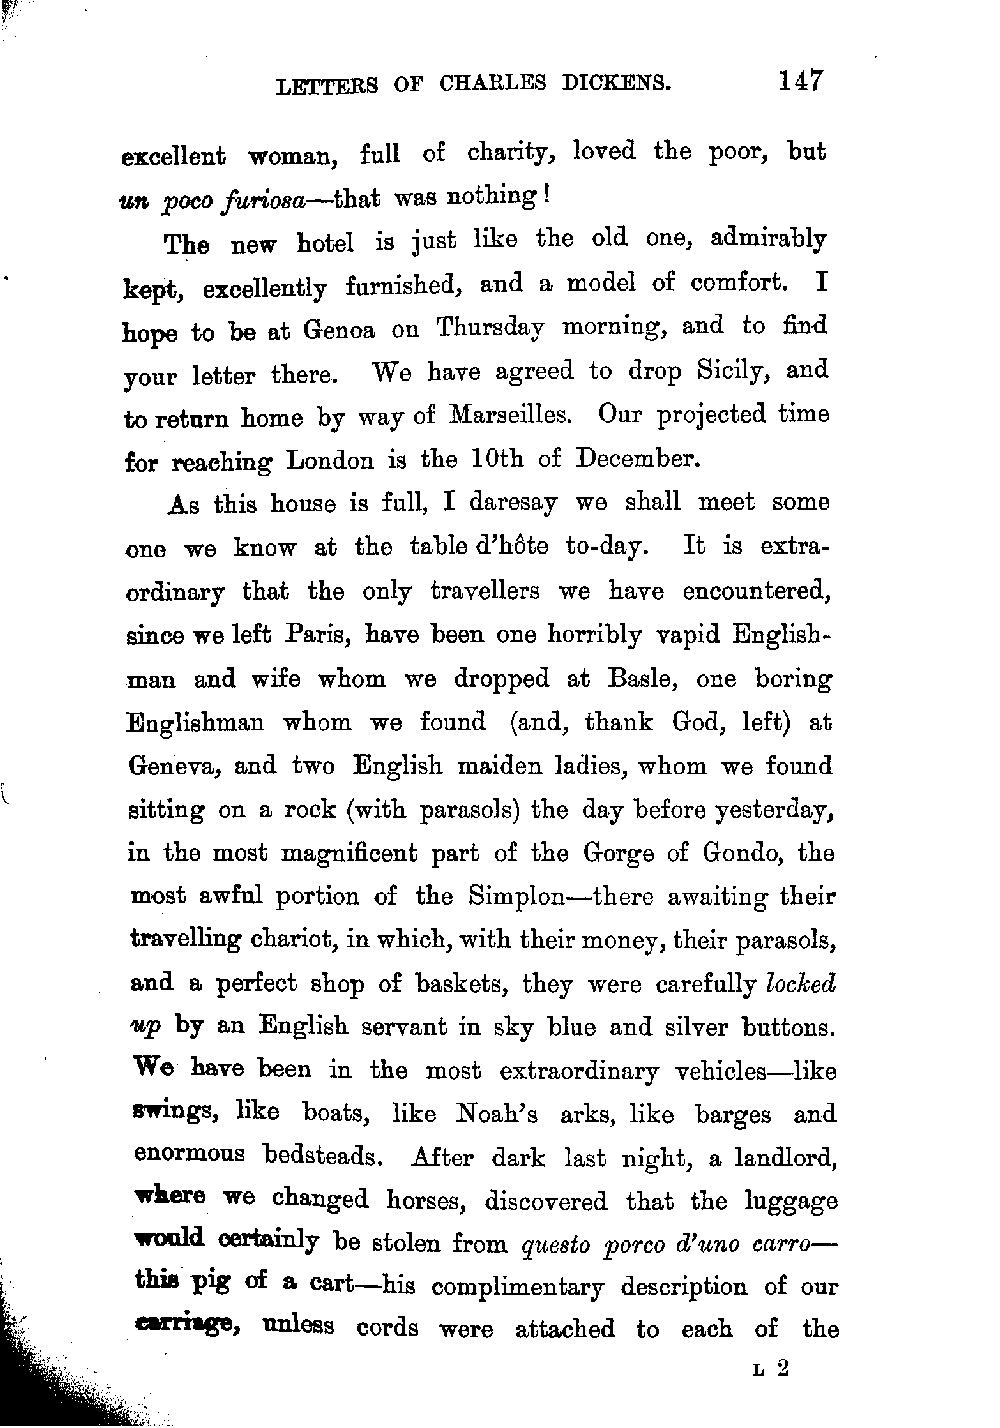 LETTERS OF CHARLES DICKENS. 147
excellent woman, full of charity, loved the poor, but
un poco furiosa—that was nothing!
The new hotel is just like the old one, admirably
kept, excellently furnished, and a model of comfort. I
hope to be at Genoa on Thursday morning, and to find
your letter there. We have agreed to drop Sicily, and
to return home by way of Marseilles. Our projected time
for reaching London is the 10th of December.
As this house is full, I daresay we shall meet some
one we know at the table d'hôte to-day. It is extra-
ordinary that the only travellers we have encountered,
since we left Paris, have been one horribly vapid English-
man and wife whom we dropped at Basle, one boring
Englishman whom we found (and, thank God, left) at
Geneva, and two English maiden ladies, whom we found
sitting on a rock (with parasols) the day before yesterday,
in the most magnificent part of the Gorge of Gondo, the
most awful portion of the Simplon—there awaiting their
travelling chariot, in which, with their money, their parasols,
and a perfect shop of baskets, they were carefully locked
up by an English servant in sky blue and silver buttons.
We have been in the most extraordinary vehicles—like
swings, like boats, like Noah's arks, like barges and
enormous bedsteads. After dark last night, a landlord,
where we changed horses, discovered that the luggage
would certainly be stolen from questo porco d'uno carro—
this pig of a cart—his complimentary description of our
carriage, unless cords were attached to each of the
L 2